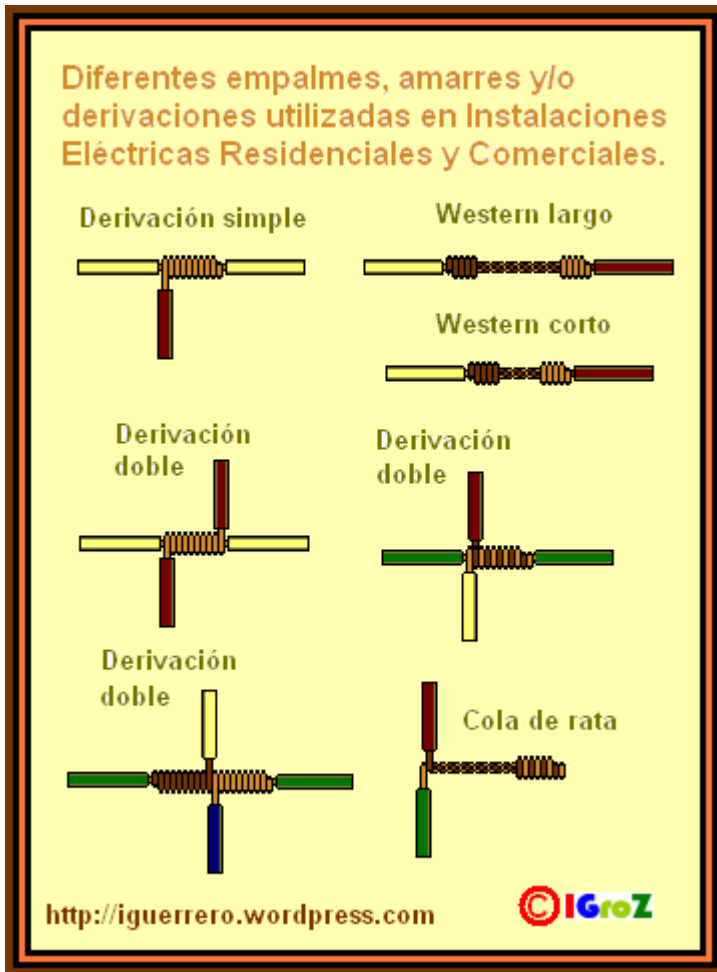 Diferentes empalmes, amarres y/o
derivaciones utilizadas en Instalaciones
Eléctricas Residenciales y Comerciales.
Derivación simple
Western largo
Western corto
Derivación
doble
Derivación
doble
Derivación
doble
Cola de rata
http://iguerrero.wordpress.com
© IGroZ